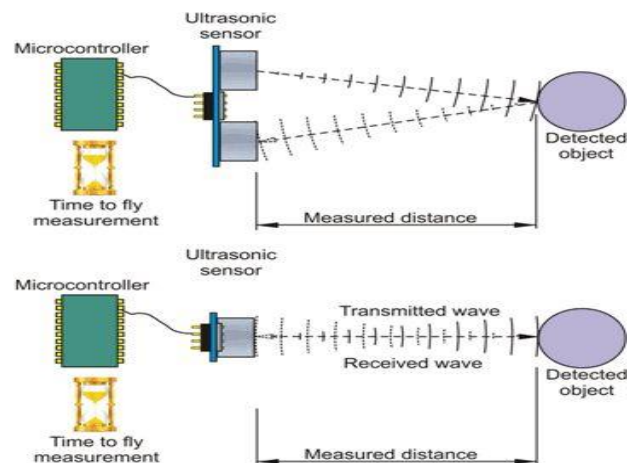 Ultrasonic
sensor
Microcontroller
Detected
object
Time to fly
measurement
Measured distance
Ultrasonic
sensor
Microcontroller
Transmitted wave
Received wave
Detected
object
Time to fly
measurement
Measured distance